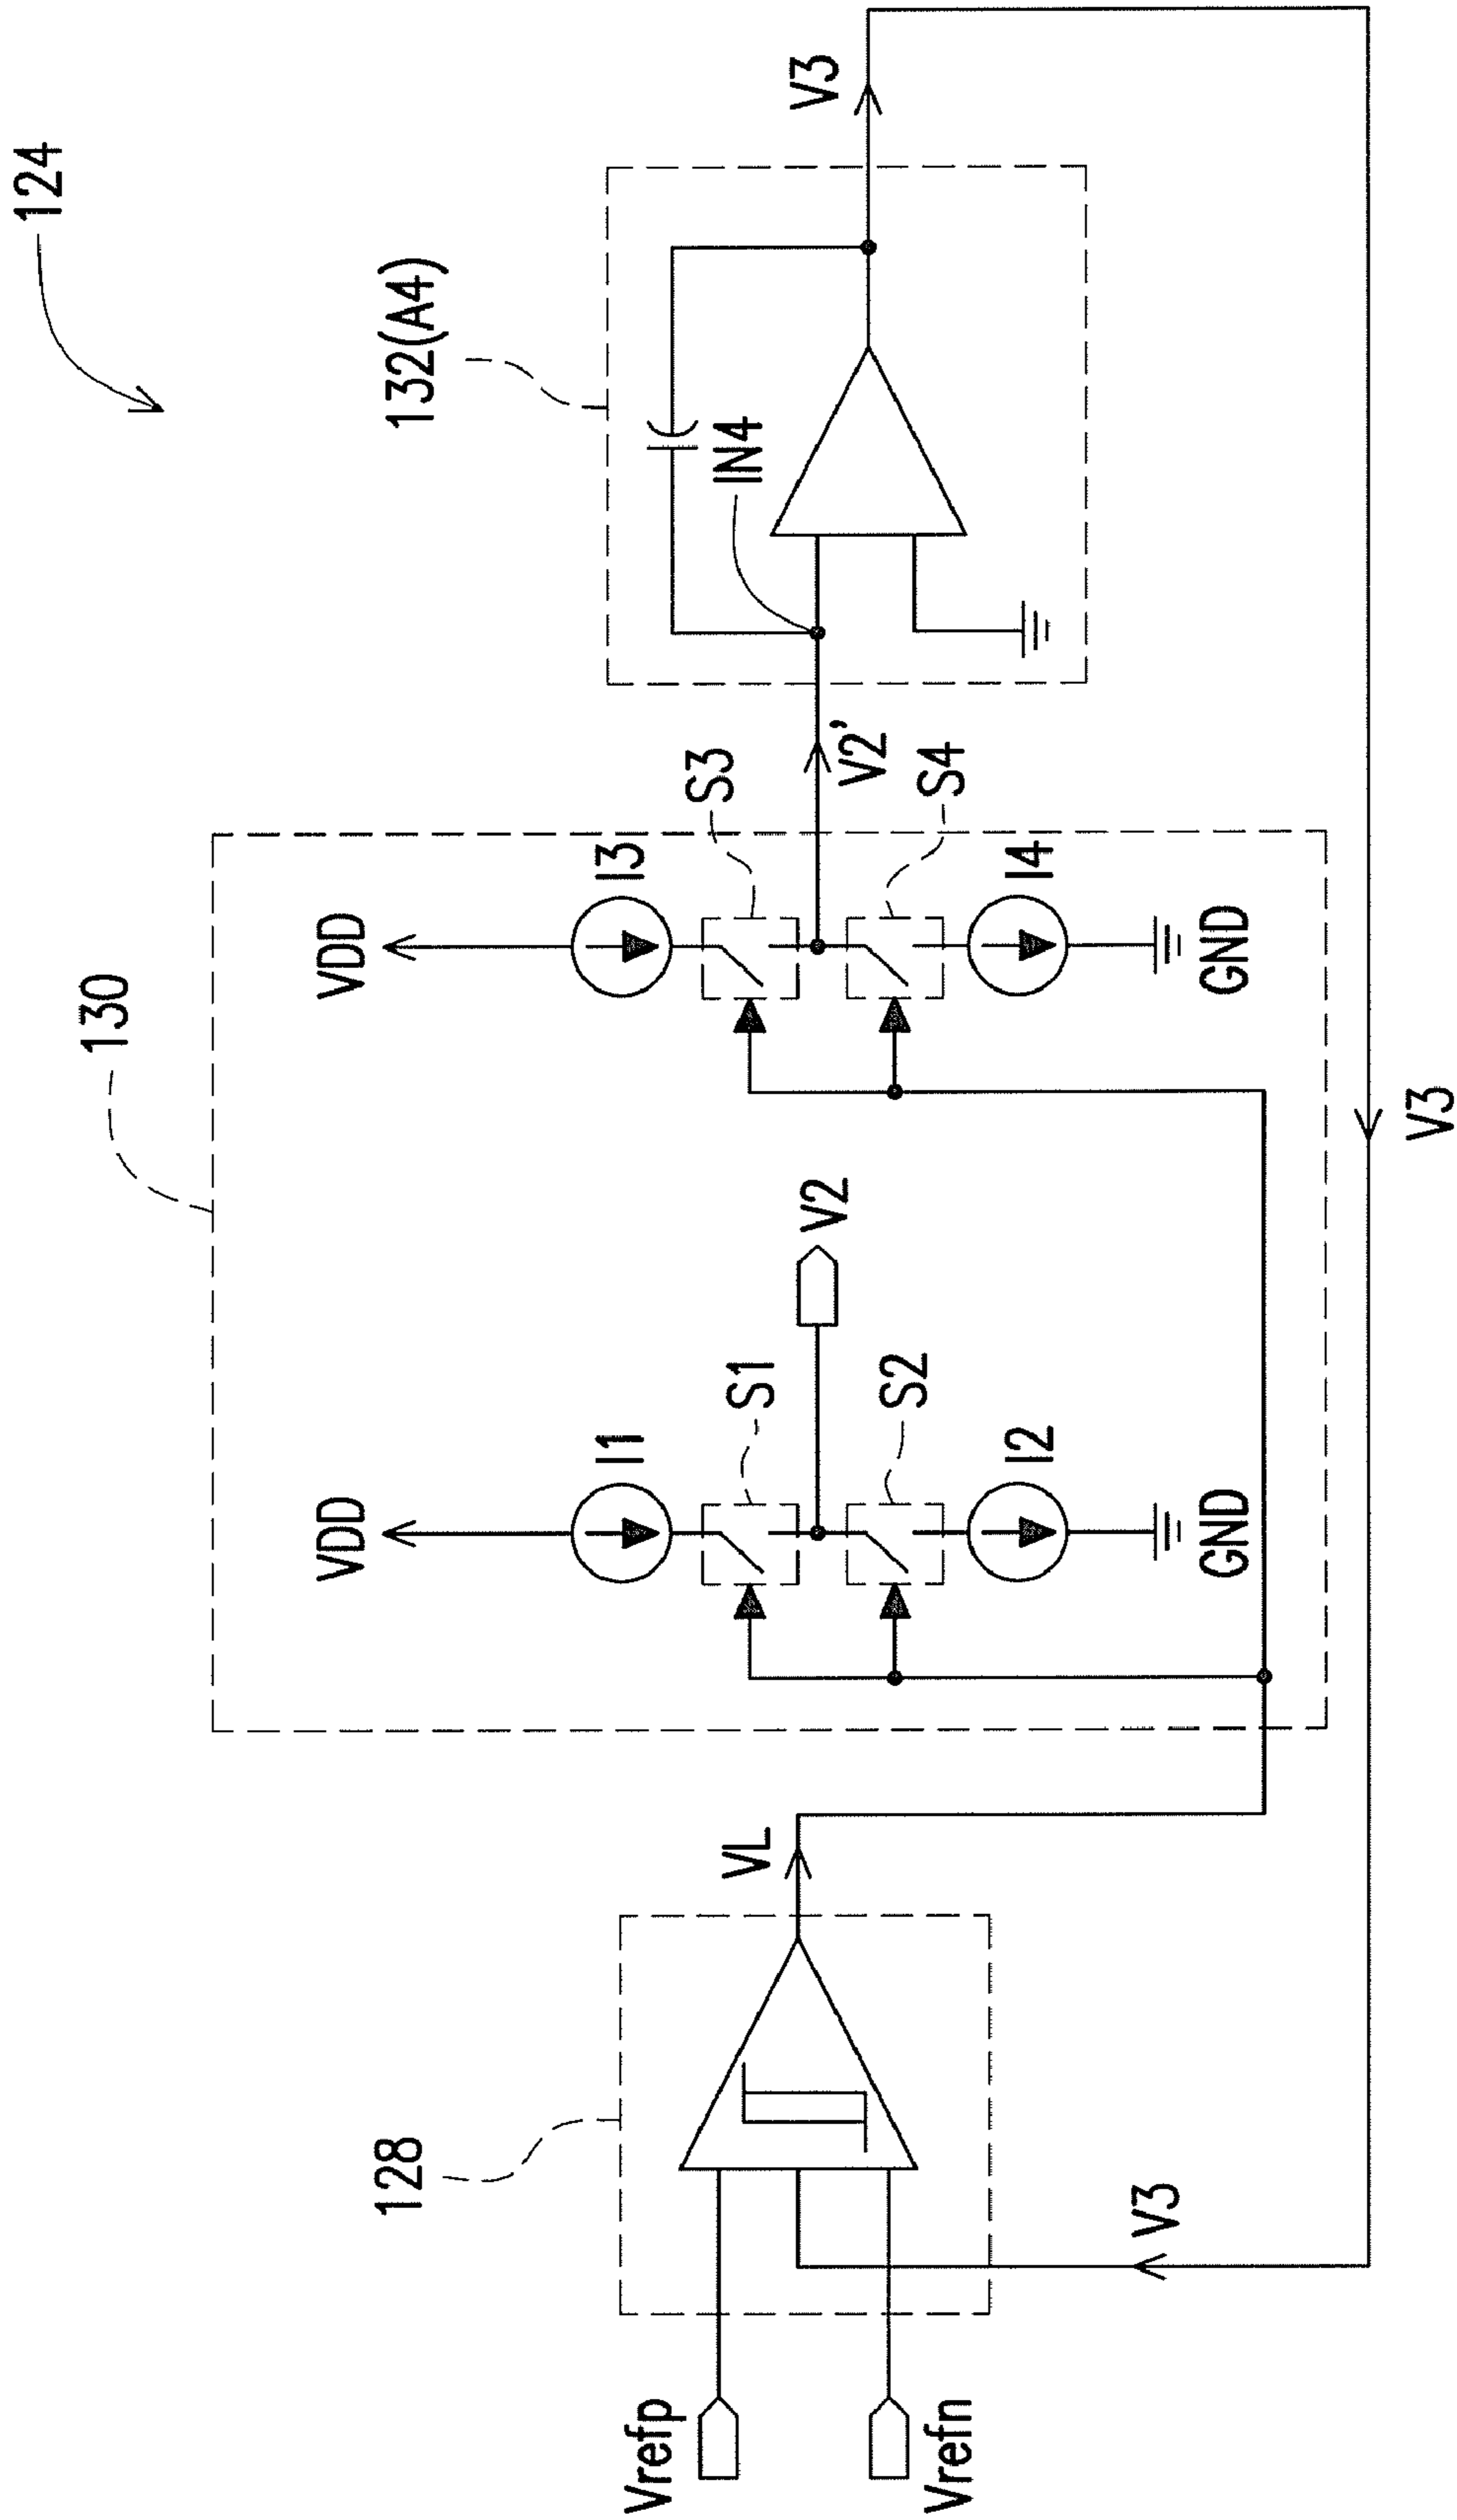 124
130
132(A4)
128
VDD
VDD
I1
I3
S1
S3
IN4
V3
Vrefp
VL
V2
V2'
Vrefn
S2
S4
I2
I4
GND
GND
V3
V3